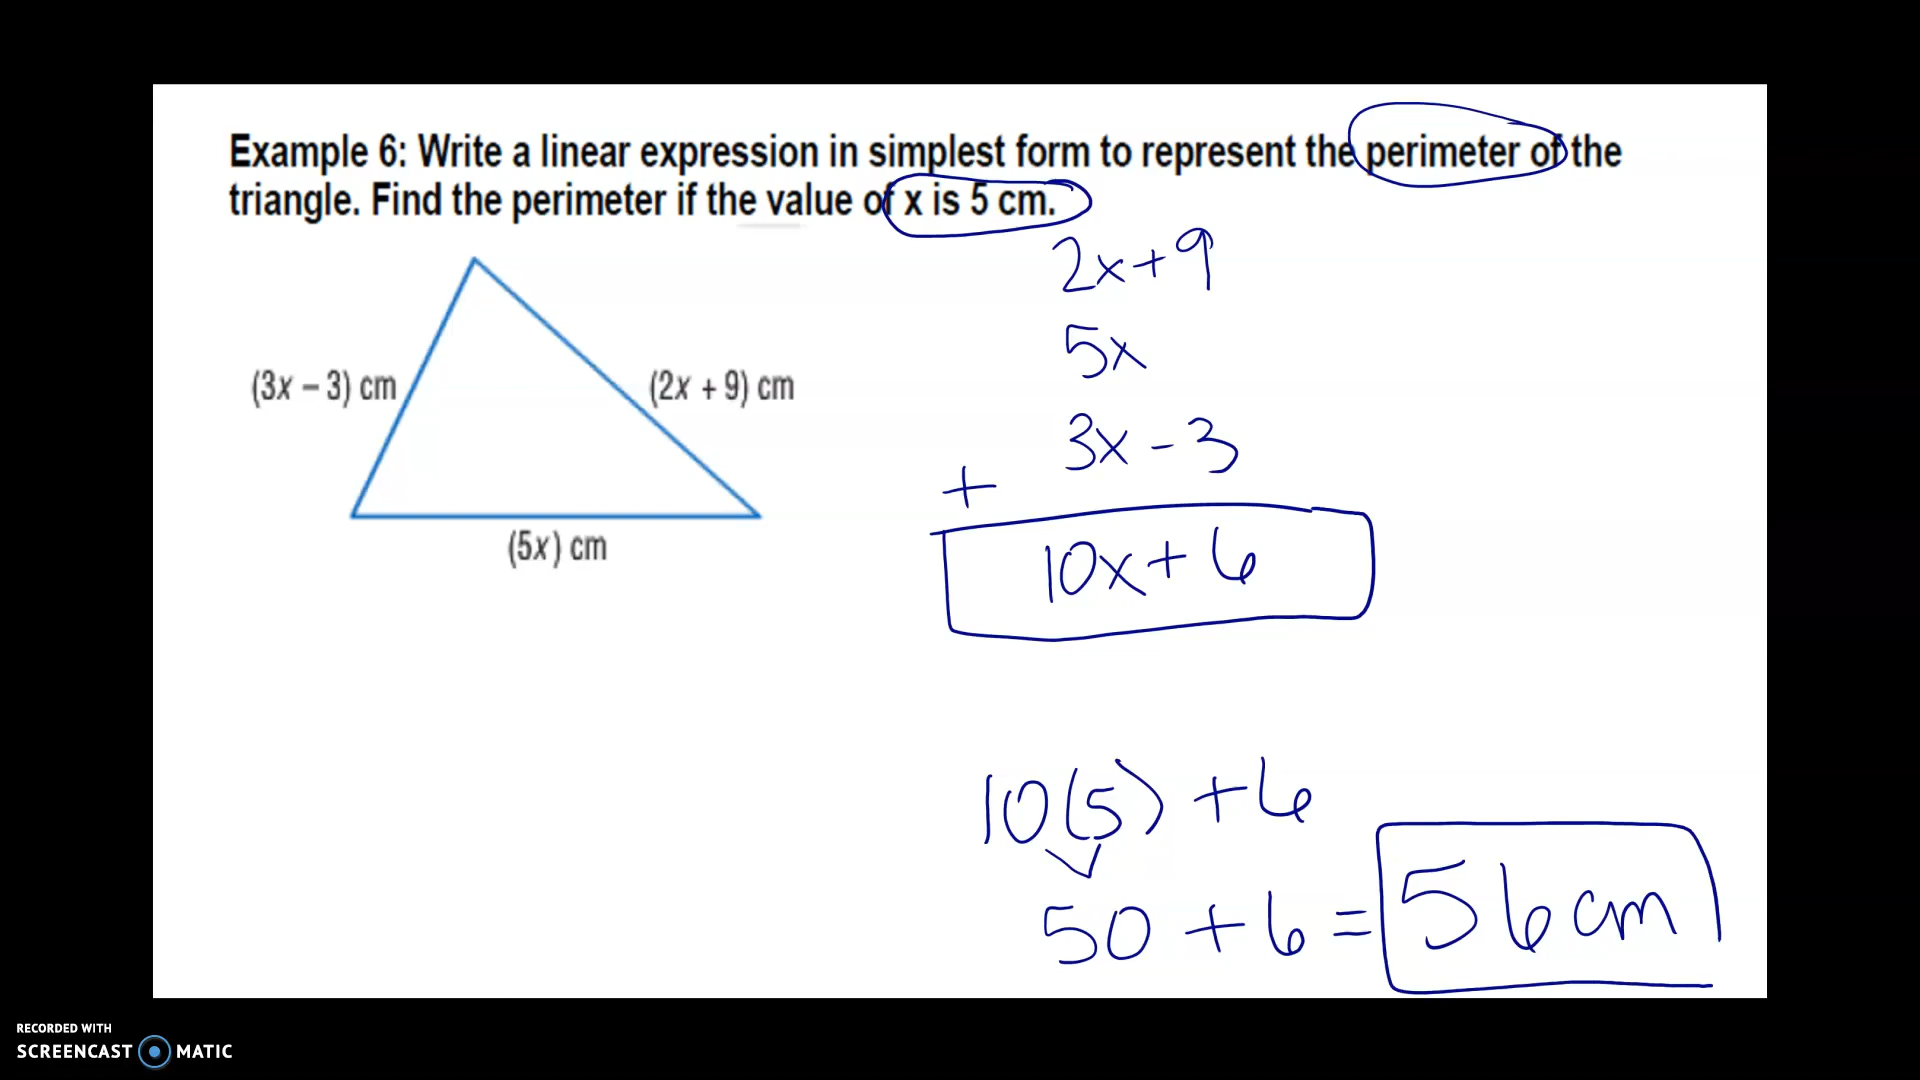 Example 6: Write a linear expression in simplest form to represent the perimeter of the
triangle. Find the perimeter if the value of x is 5 cm.
2x+9
5x
(3x – 3) cm
(2x + 9) cm
3x - 3
+
10x + 6
(5x) cm
10(5) + 6
50 + 6 = 56 cm
RECORDED WITH
SCREENCAST MATIC